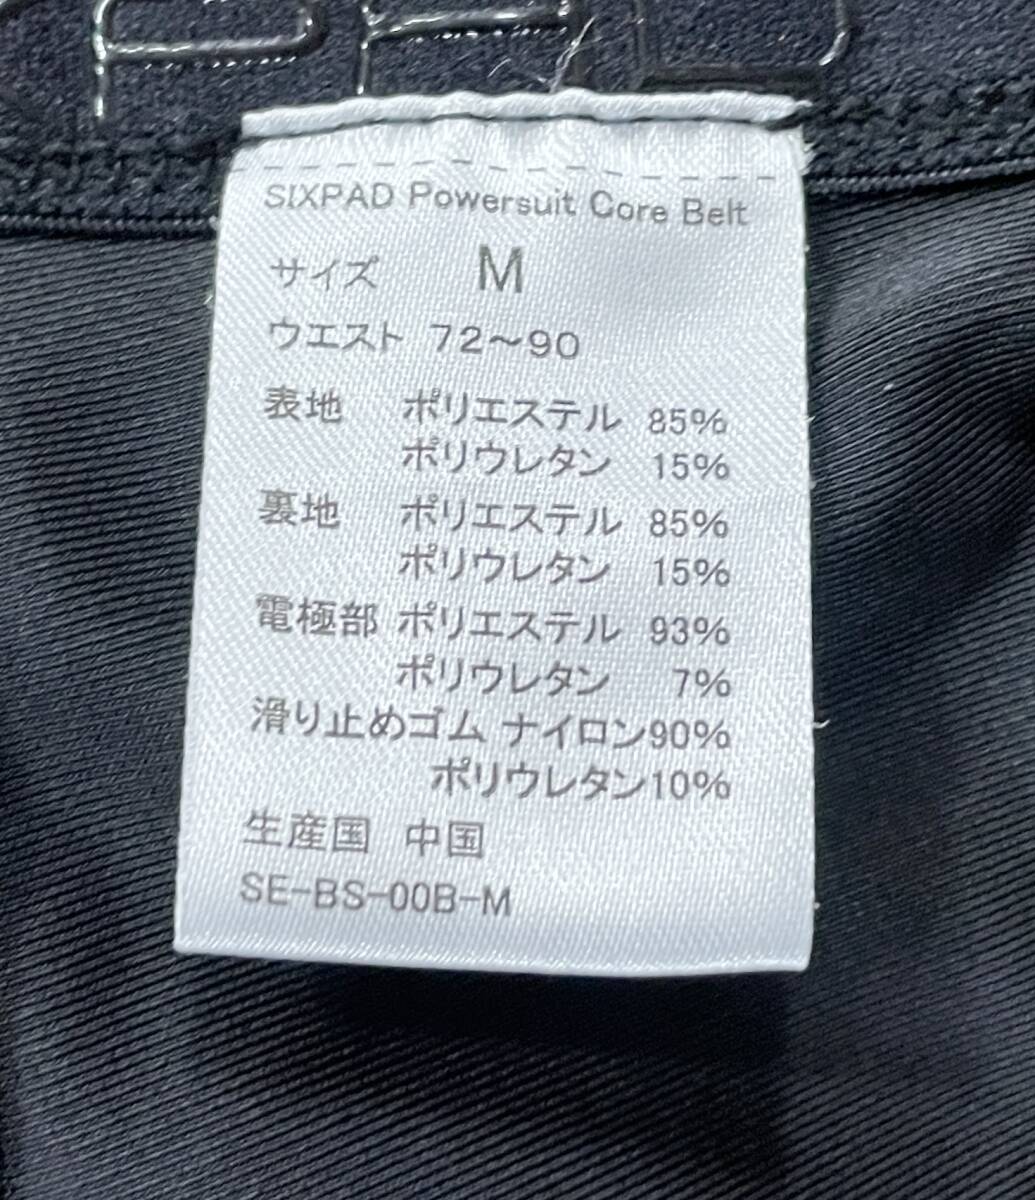 SIXPAD Powersuit Core Belt
サイズ M
ウエスト 72～90
表地 ポリエステル 85%
ポリウレタン 15%
裏地 ポリエステル 85%
ポリウレタン 15%
電極部 ポリエステル 93%
ポリウレタン 7%
滑り止めゴム ナイロン90%
ポリウレタン10%
生産国 中国
SE-BS-00B-M